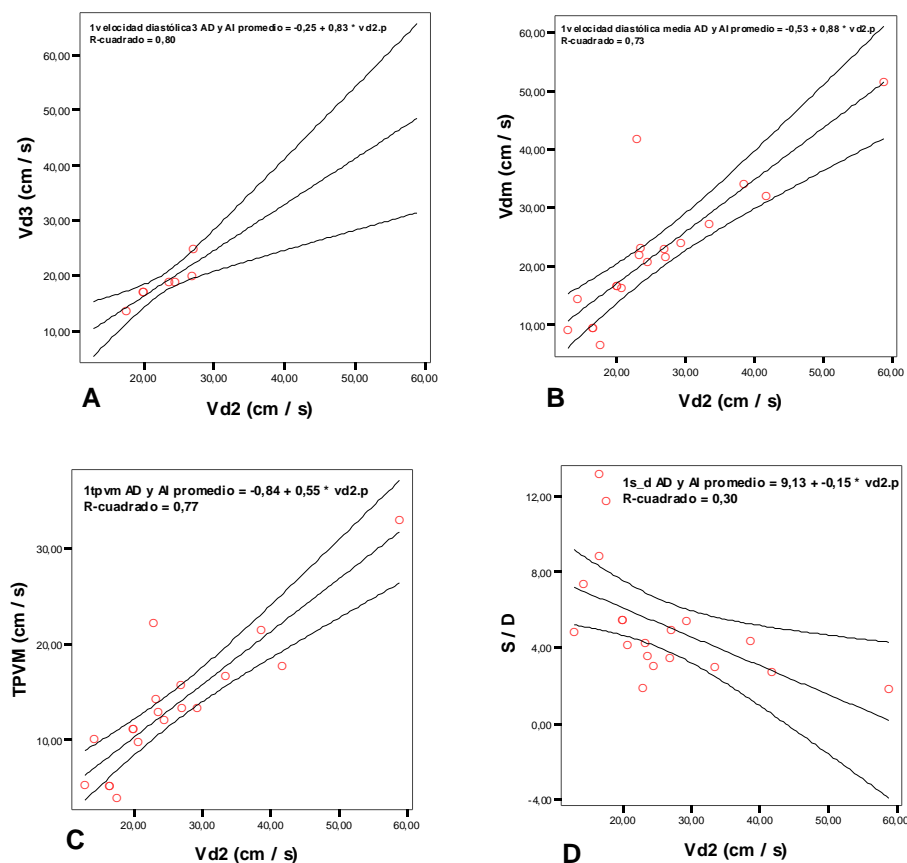 1velocidad diastólica3 AD y AI promedio = -0,25 + 0,83 * vd2.p
R-cuadrado = 0,80
60,00
50,00
40,00
30,00
20,00
10,00
Vd3 (cm / s)
20,00 30,00 40,00 50,00 60,00
A
Vd2 (cm / s)
1velocidad diastólica media AD y AI promedio = -0,53 + 0,88 * vd2.p
R-cuadrado = 0,73
60,00
50,00
40,00
30,00
20,00
10,00
Vdm (cm / s)
20,00 30,00 40,00 50,00 60,00
B
Vd2 (cm / s)
1tpvm AD y AI promedio = -0,84 + 0,55 * vd2.p
R-cuadrado = 0,77
30,00
20,00
10,00
TPVM (cm / s)
20,00 30,00 40,00 50,00 60,00
C
Vd2 (cm / s)
1s_d AD y AI promedio = 9,13 + -0,15 * vd2.p
R-cuadrado = 0,30
12,00
8,00
4,00
0,00
-4,00
S / D
20,00 30,00 40,00 50,00 60,00
D
Vd2 (cm / s)